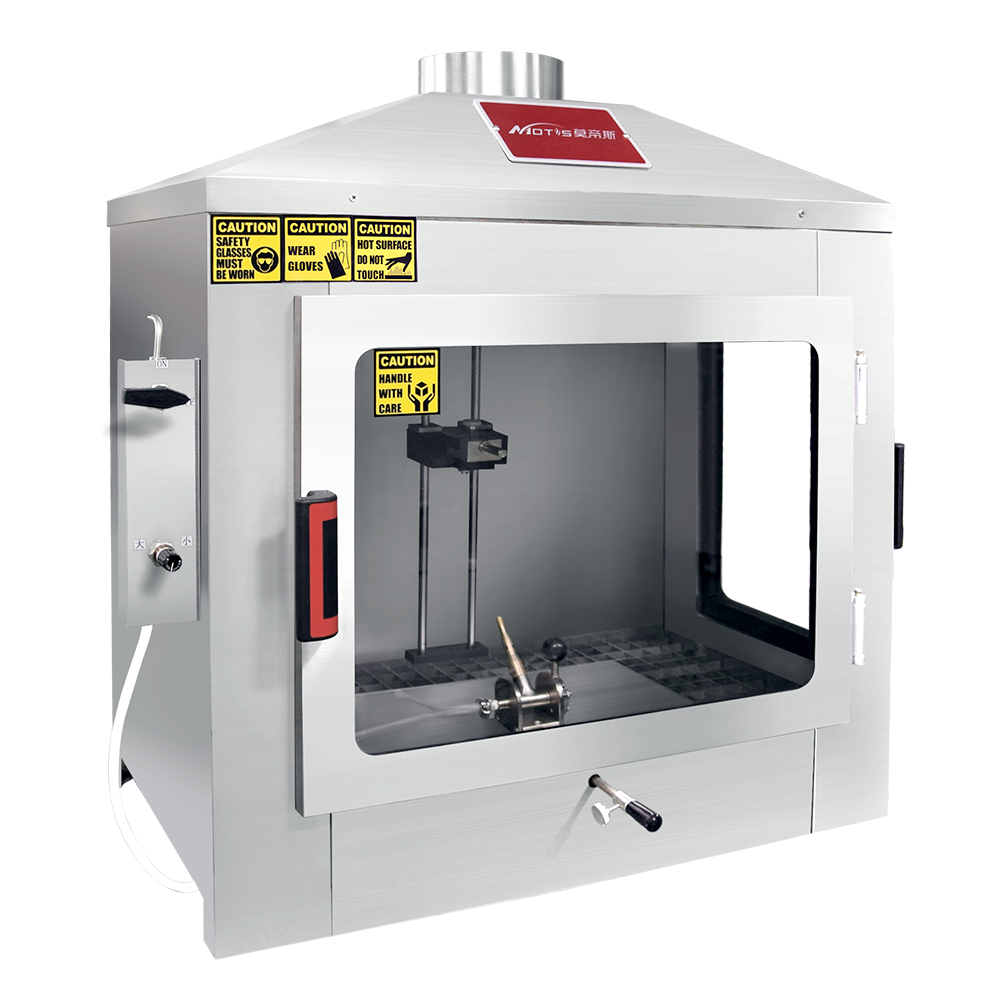 MOTIS莫帝斯
CAUTION
SAFETY
GLASSES
MUST
BE WORN
CAUTION
WEAR
GLOVES
CAUTION
HOT SURFACE
DO NOT
TOUCH
CAUTION
HANDLE
WITH
CARE
ON
大 小